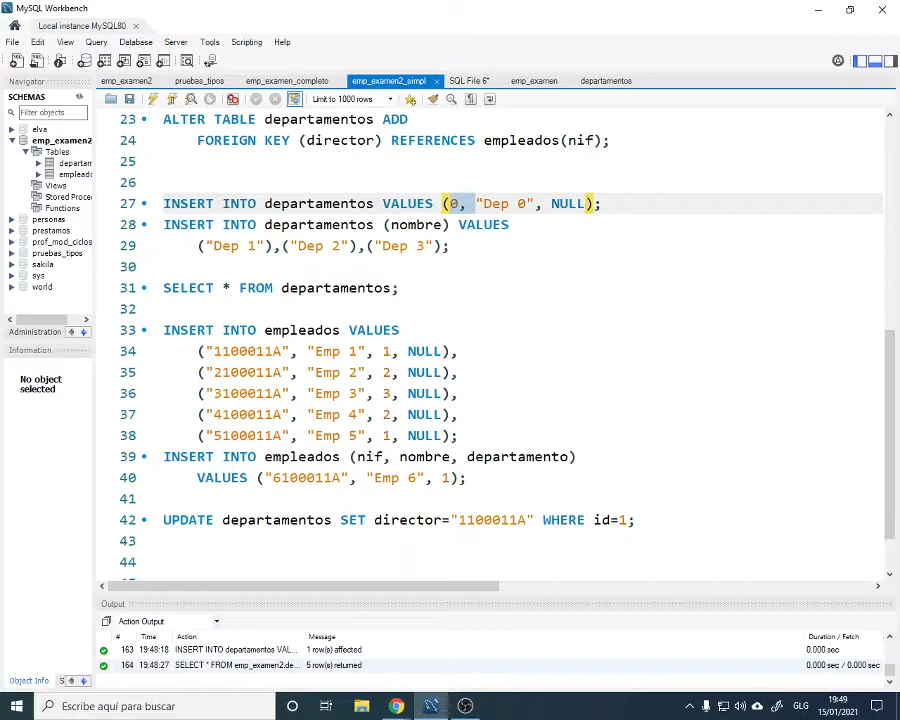 MySQL Workbench
Local instance MySQL80 ×
File Edit View Query Database Server Tools Scripting Help
Navigator
SCHEMAS
Filter objects
elva
emp_examen2
Tables
departam
emplead
Views
Stored Proce
Functions
personas
prestamos
prof_mod_ciclos
pruebas_tipos
sakila
sys
world
Administration
Information
No object
selected
Object Info S
emp_examen2 pruebas_tipos emp_examen_completo emp_examen2_simpl × SQL File 6* emp_examen departamentos
Limit to 1000 rows
23 ALTER TABLE departamentos ADD
24 FOREIGN KEY (director) REFERENCES empleados(nif);
25
26
27 INSERT INTO departamentos VALUES (0, "Dep 0", NULL);
28 INSERT INTO departamentos (nombre) VALUES
29 ("Dep 1"),("Dep 2"),("Dep 3");
30
31 SELECT * FROM departamentos;
32
33 INSERT INTO empleados VALUES
34 ("1100011A", "Emp 1", 1, NULL),
35 ("2100011A", "Emp 2", 2, NULL),
36 ("3100011A", "Emp 3", 3, NULL),
37 ("4100011A", "Emp 4", 2, NULL),
38 ("5100011A", "Emp 5", 1, NULL);
39 INSERT INTO empleados (nif, nombre, departamento)
40 VALUES ("6100011A", "Emp 6", 1);
41
42 UPDATE departamentos SET director="1100011A" WHERE id=1;
43
44
Output
Action Output
# Time Action Message Duration / Fetch
163 19:48:18 INSERT INTO departamentos VAL... 1 row(s) affected 0.000 sec
164 19:48:27 SELECT * FROM emp_examen2.de... 5 row(s) returned 0.000 sec / 0.000 sec
Escribe aquí para buscar
GLG
19:49
15/01/2021